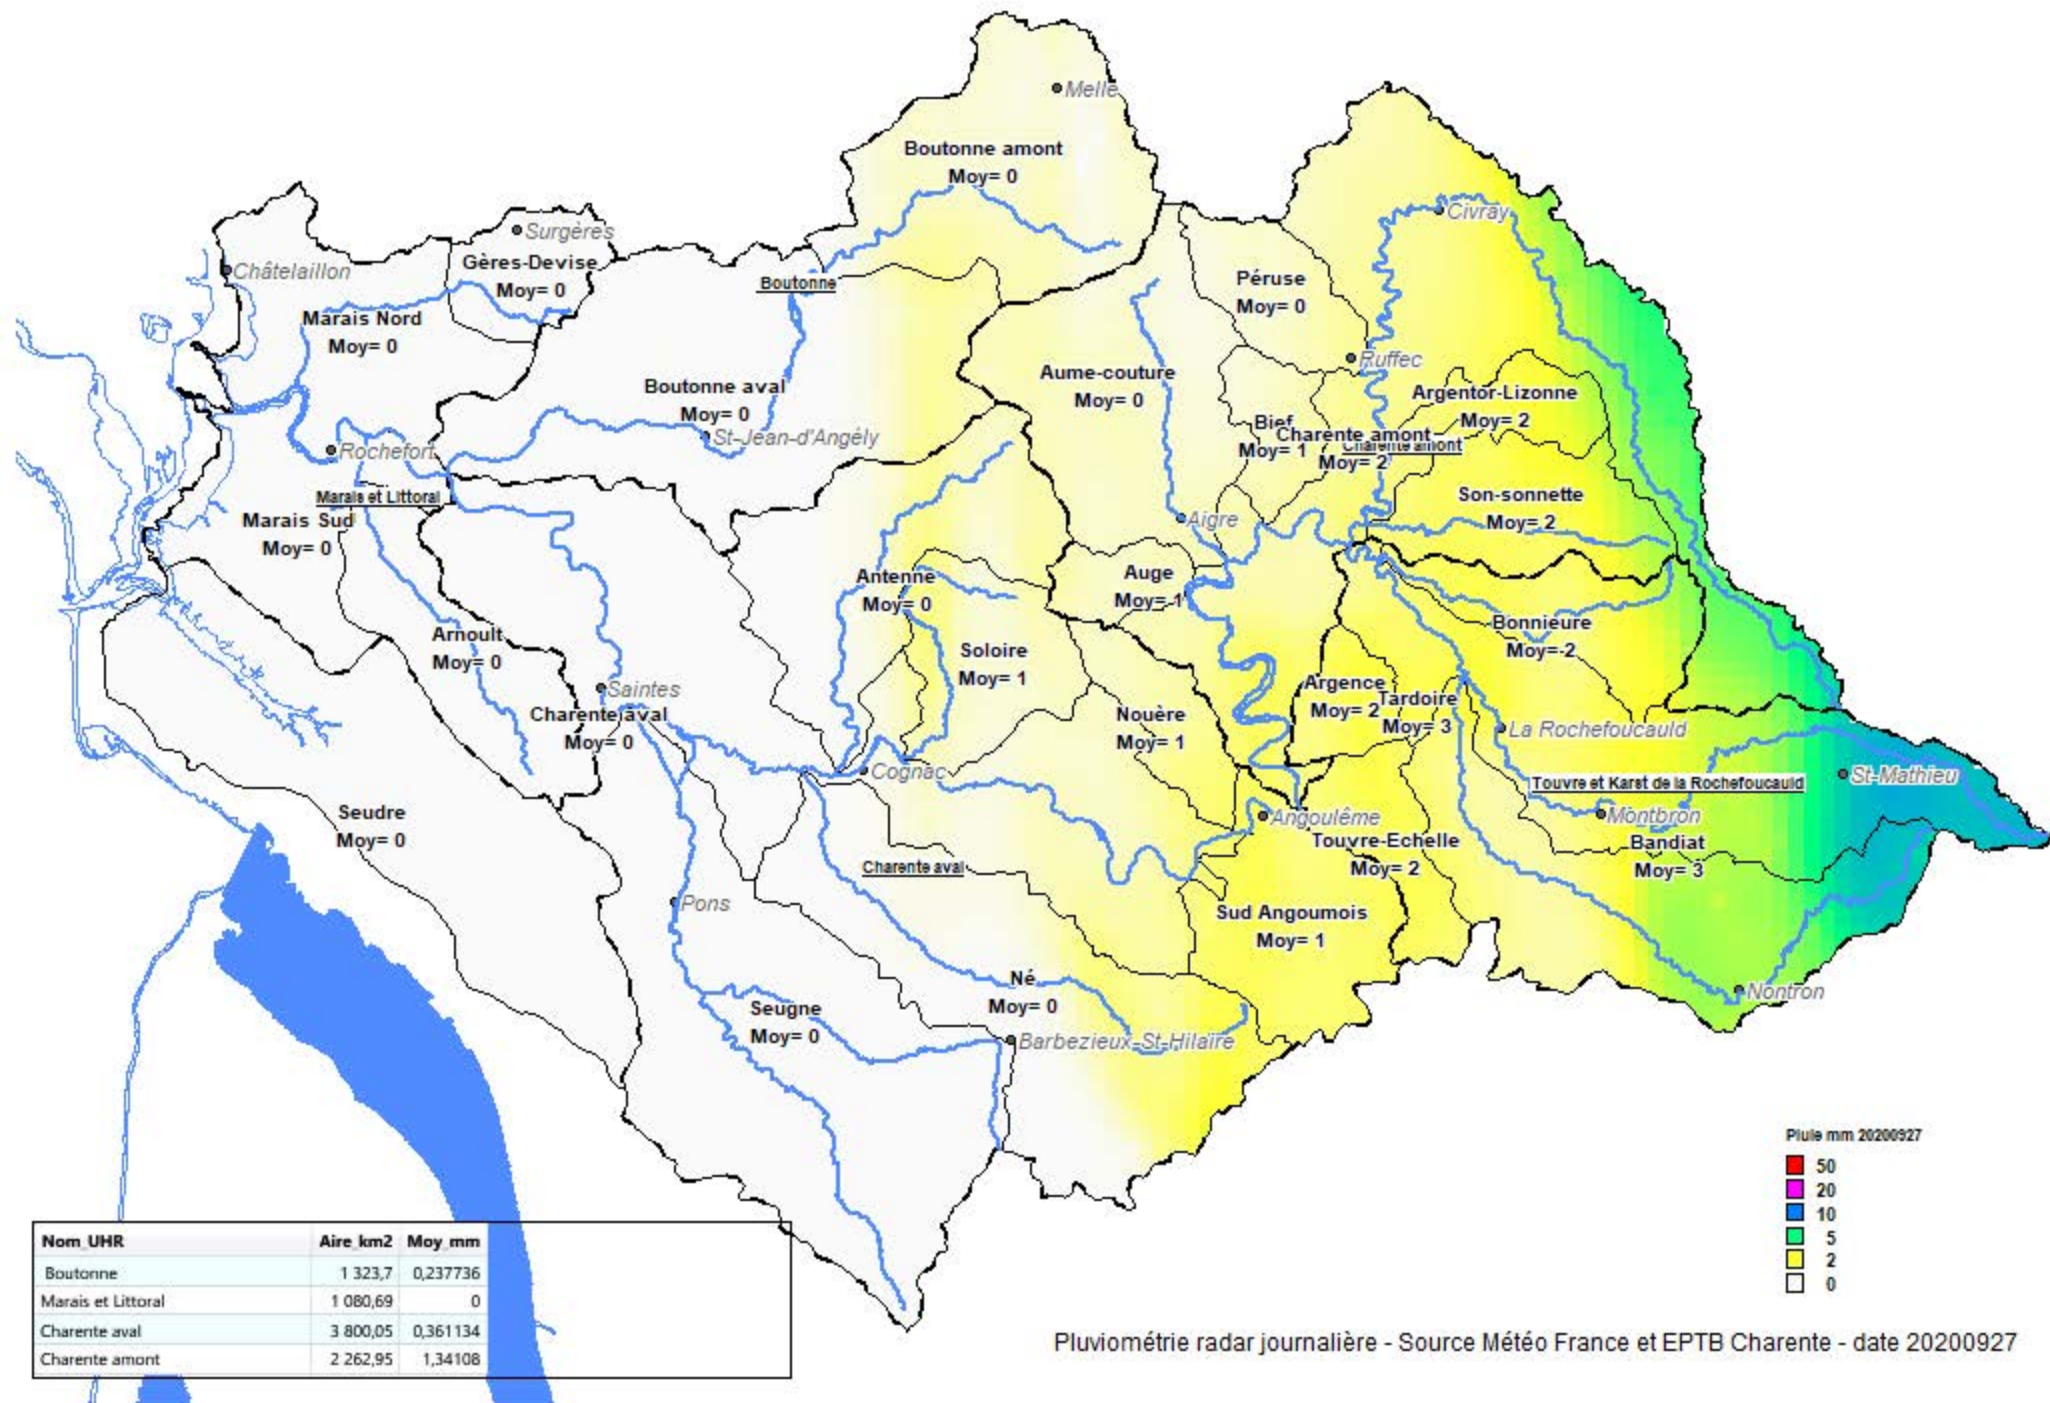 Melle
Boutonne amont
Moy= 0
Civray
Surgères
Châtelaillon
Gères-Devise
Moy= 0
Boutonne
Péruse
Moy= 0
Marais Nord
Moy= 0
Ruffec
Aume-couture
Moy= 0
Boutonne aval
Moy= 0
Argentor-Lizonne
Moy= 2
Bief
Moy= 1
Charente amont
Moy= 2
Charente amont
St-Jean-d'Angély
Rochefort
Marais et Littoral
Son-sonnette
Moy= 2
Marais Sud
Moy= 0
Aigre
Antenne
Moy= 0
Auge
Moy= 1
Bonnieure
Moy= 2
Arnoult
Moy= 0
Soloire
Moy= 1
Saintes
Argence
Moy= 2
Tardoire
Moy= 3
Charente aval
Moy= 0
Nouère
Moy= 1
La Rochefoucauld
Cognac
St-Mathieu
Touvre et Karst de la Rochefoucauld
Seudre
Moy= 0
Angoulême
Montbron
Touvre-Echelle
Moy= 2
Bandiat
Moy= 3
Charente aval
Pons
Sud Angoumois
Moy= 1
Né
Moy= 0
Nontron
Seugne
Moy= 0
Barbezieux-St-Hilaire
Pluie mm 20200927
50
20
10
5
2
0
Nom_UHR Aire_km2 Moy_mm
Boutonne 1 323,7 0,237736
Marais et Littoral 1 080,69 0
Charente aval 3 800,05 0,361134
Charente amont 2 262,95 1,34108
Pluviométrie radar journalière - Source Météo France et EPTB Charente - date 20200927